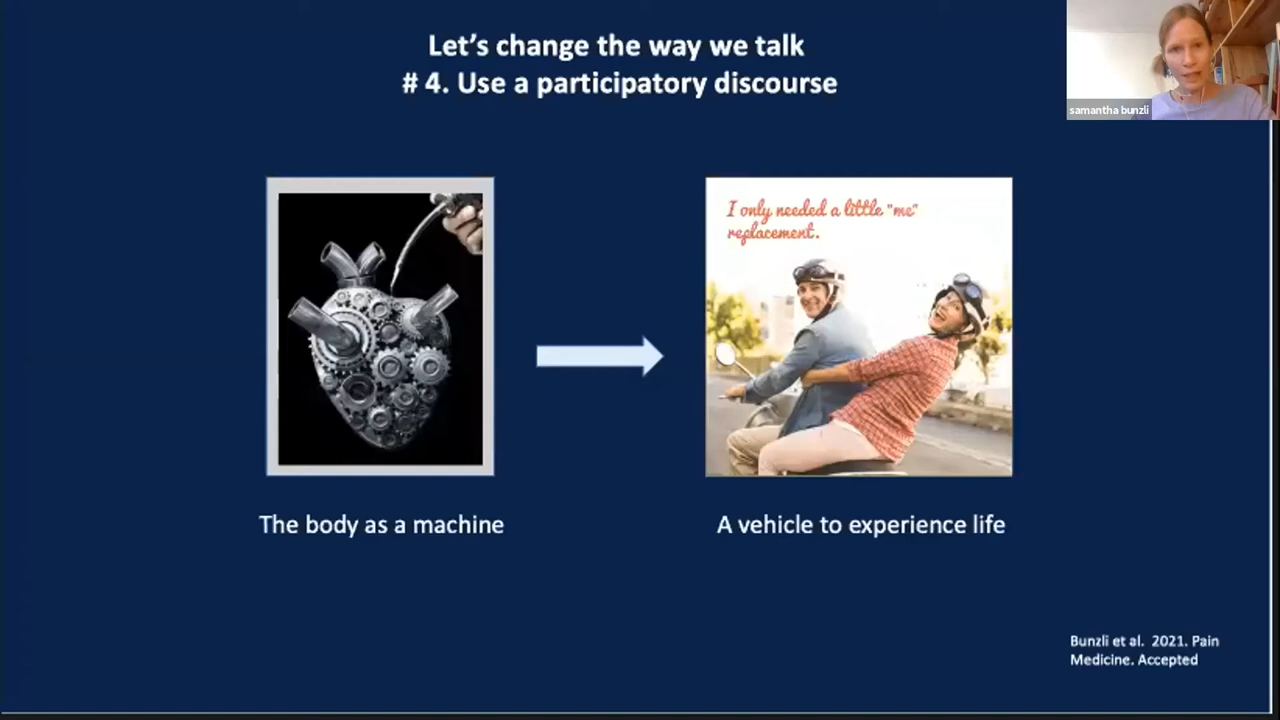 Let's change the way we talk
# 4. Use a participatory discourse
samantha bunzli
I only needed a little "me"
replacement.
The body as a machine
A vehicle to experience life
Bunzli et al.  2021. Pain
Medicine. Accepted